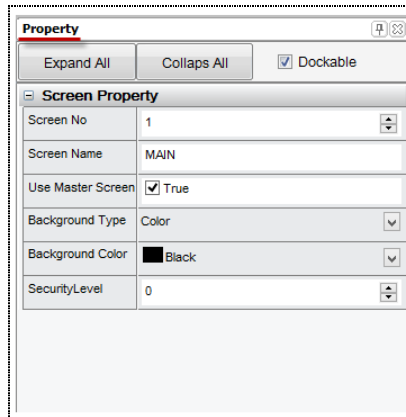 Property
Expand All Collaps All Dockable
Screen Property
Screen No 1
Screen Name MAIN
Use Master Screen True
Background Type Color
Background Color Black
SecurityLevel 0